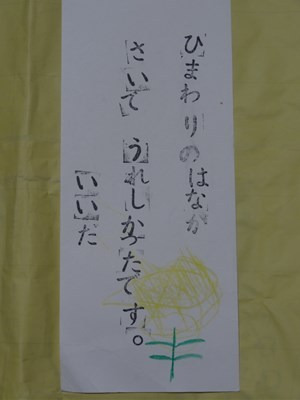 ひまわりのはなが
さいて うれしかったです。
いいだ